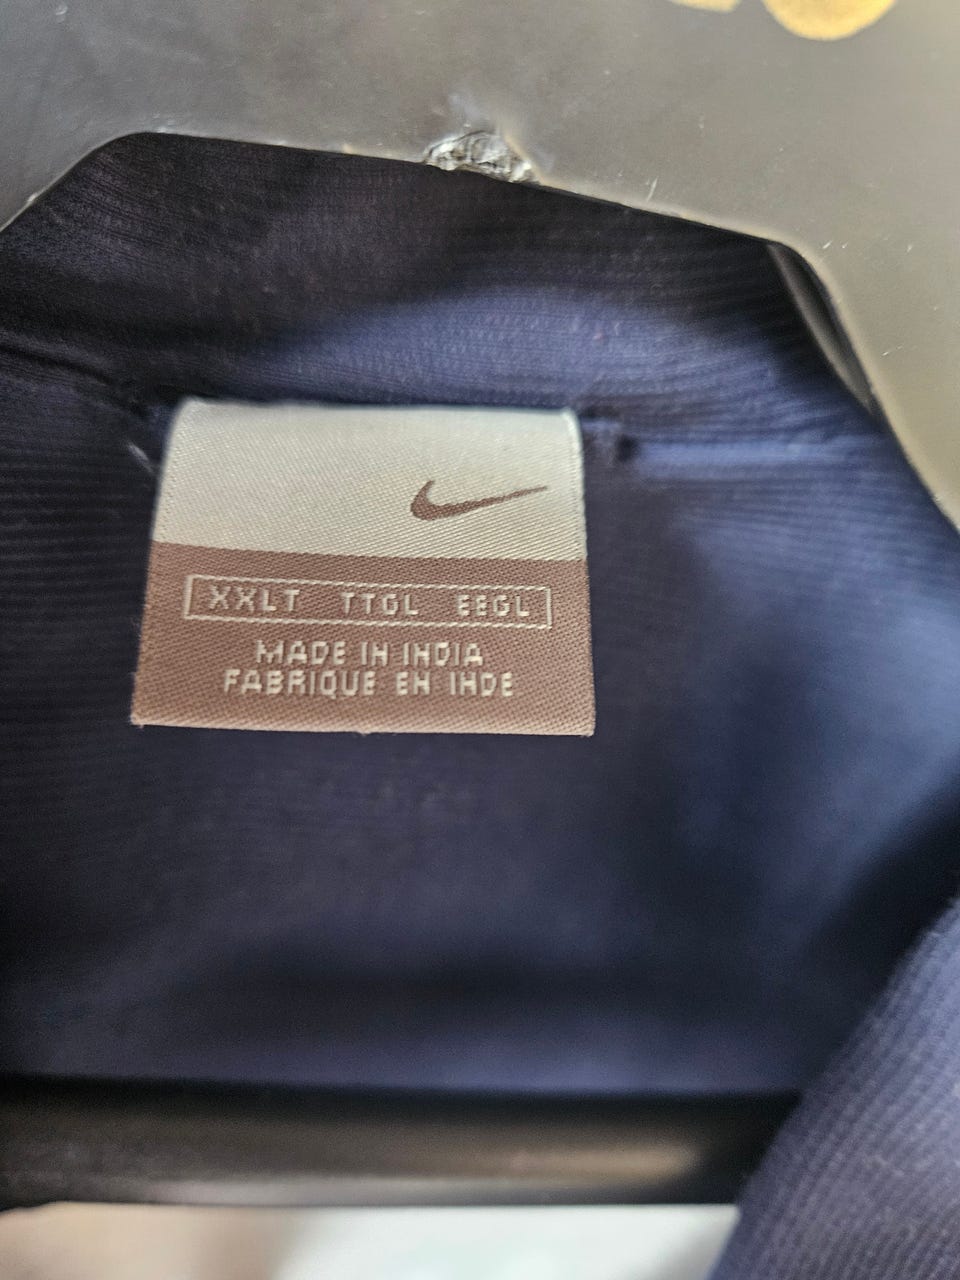 XXLT TTGL EEGL
MADE IN INDIA
FABRIQUE EN INDE